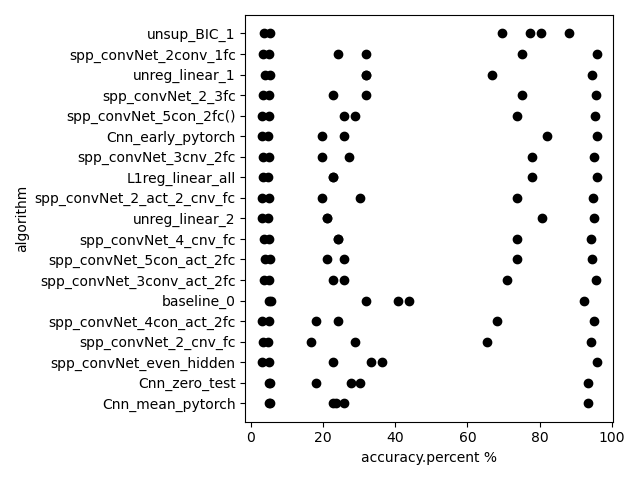 unsup_BIC_1
spp_convNet_2conv_1fc
unreg_linear_1
spp_convNet_2_3fc
spp_convNet_5con_2fc()
Cnn_early_pytorch
spp_convNet_3cnv_2fc
L1reg_linear_all
spp_convNet_2_act_2_cnv_fc
unreg_linear_2
spp_convNet_4_cnv_fc
spp_convNet_5con_act_2fc
spp_convNet_3conv_act_2fc
baseline_0
spp_convNet_4con_act_2fc
spp_convNet_2_cnv_fc
spp_convNet_even_hidden
Cnn_zero_test
Cnn_mean_pytorch
algorithm
0 20 40 60 80 100
accuracy.percent %